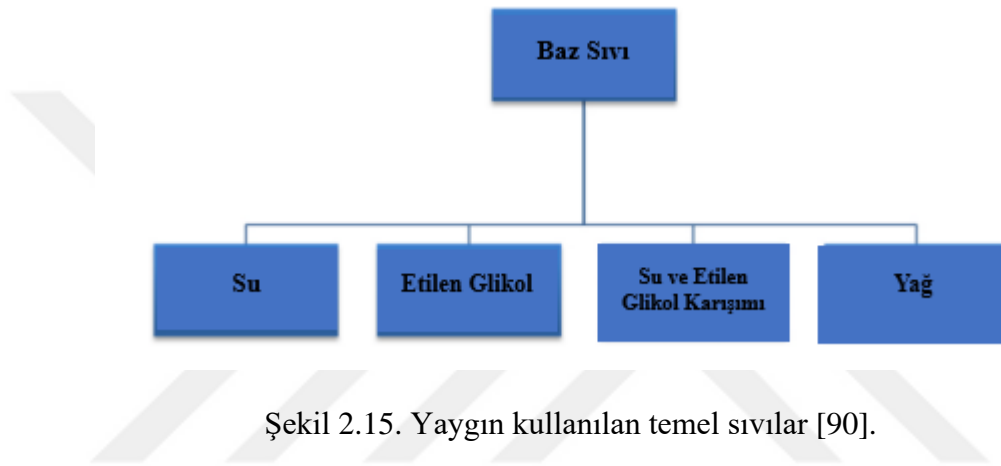 Baz Sıvı
Su
Etilen Glikol
Su ve Etilen
Glikol Karışımı
Yağ
Şekil 2.15. Yaygın kullanılan temel sıvılar [90].